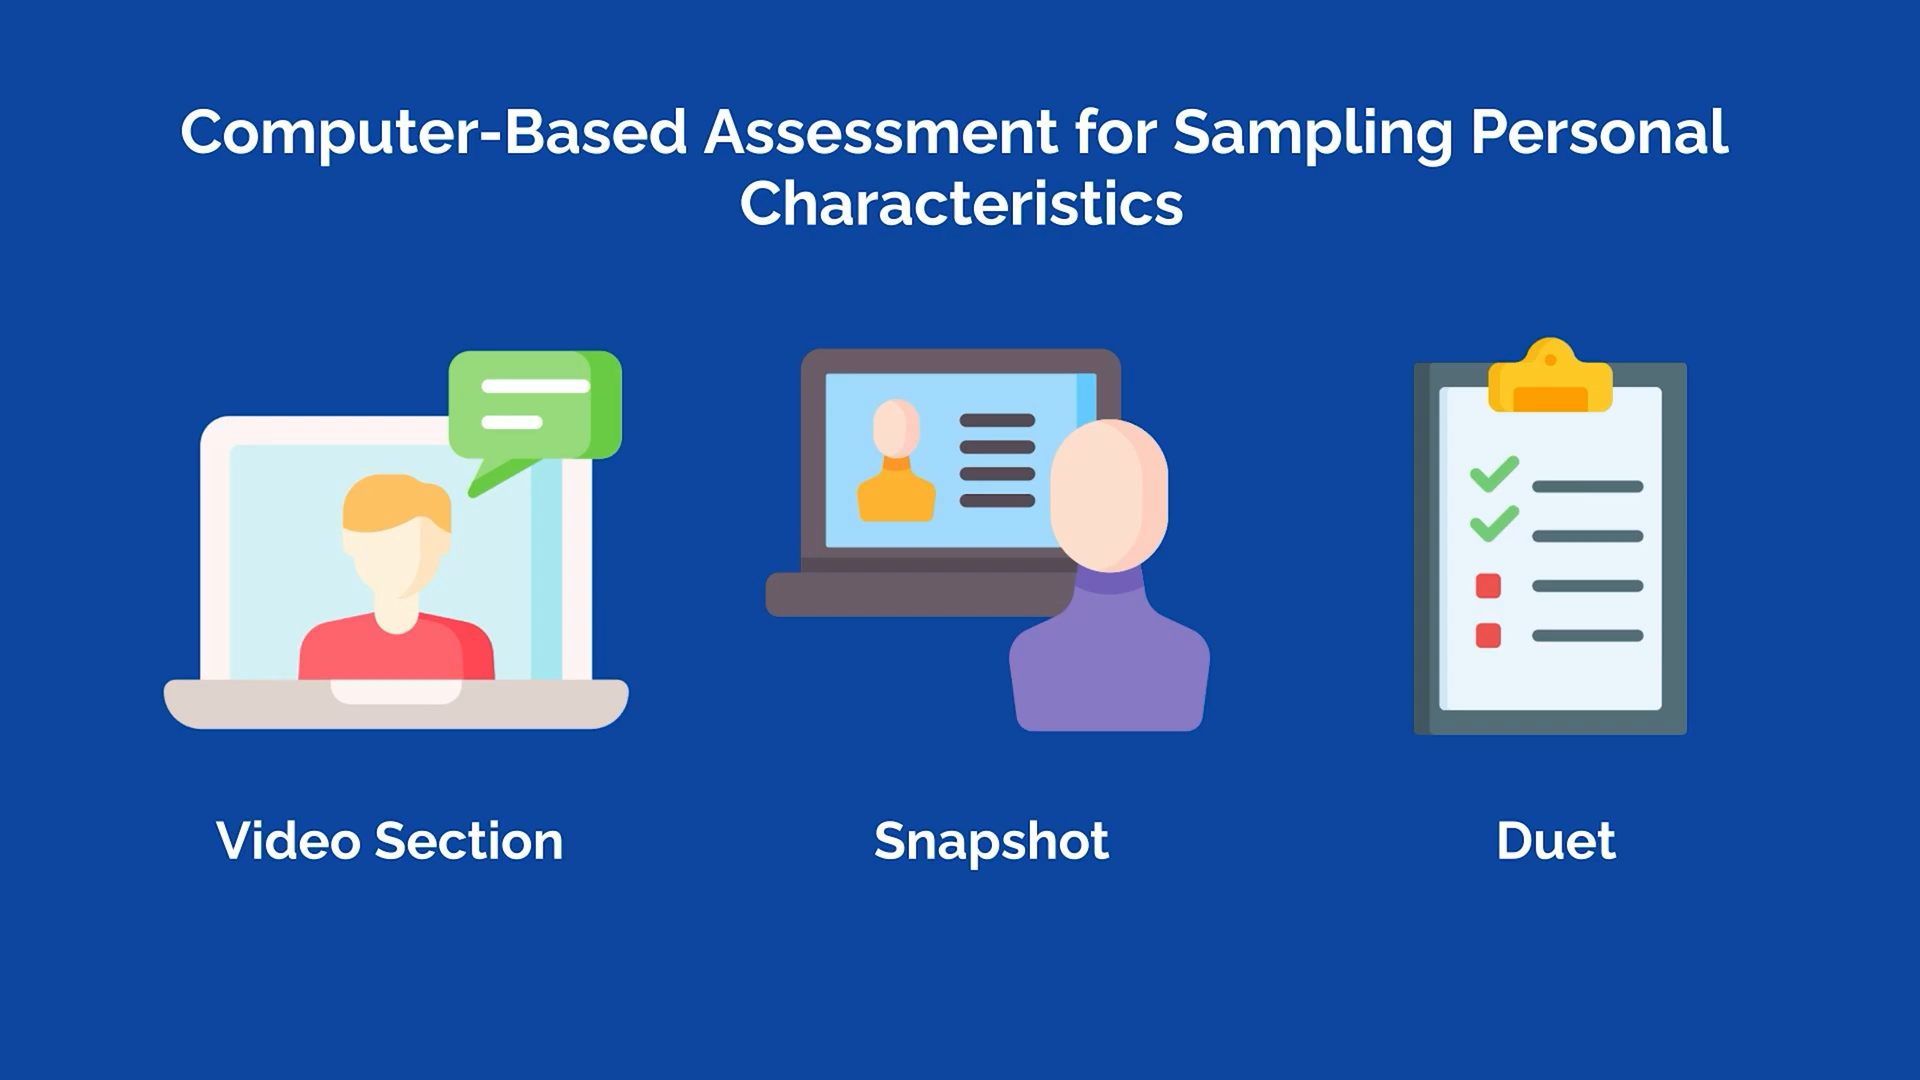 Computer-Based Assessment for Sampling Personal
Characteristics
Video Section
Snapshot
Duet